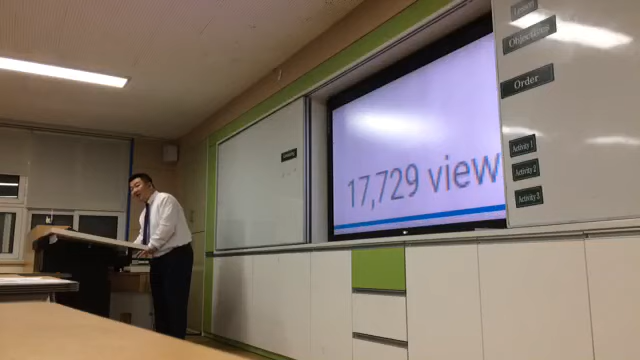 17,729 view
Lesson
Objectives
Order
Activity 1
Activity 2
Activity 3